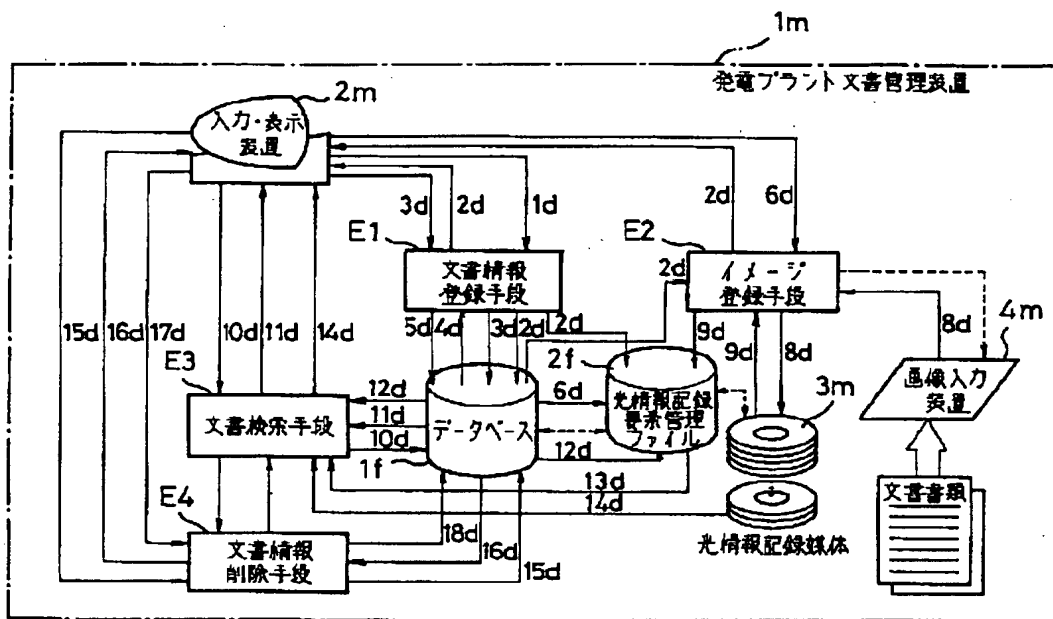 1m
発電プラント文書管理装置
2m
入力・表示
装置
3d
2d
1d
2d
6d
E1
文書情報
登録手段
E2
イメージ
登録手段
2d
15d
16d
17d
10d
11d
14d
5d
4d
3d
2d
2d
9d
9d
8d
8d
4m
画像入力
装置
E3
文書検索手段
12d
11d
10d
データベース
1f
6d
12d
2f
光情報記録
要素管理
ファイル
3m
13d
14d
光情報記録媒体
文書書類
E4
文書情報
削除手段
18d
16d
15d